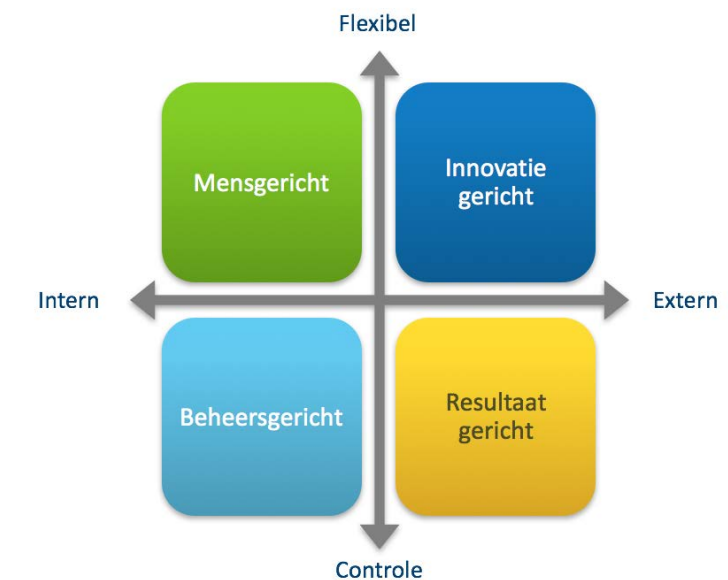 Flexibel
Mensgericht
Innovatie
gericht
Intern
Extern
Beheersgericht
Resultaat
gericht
Controle